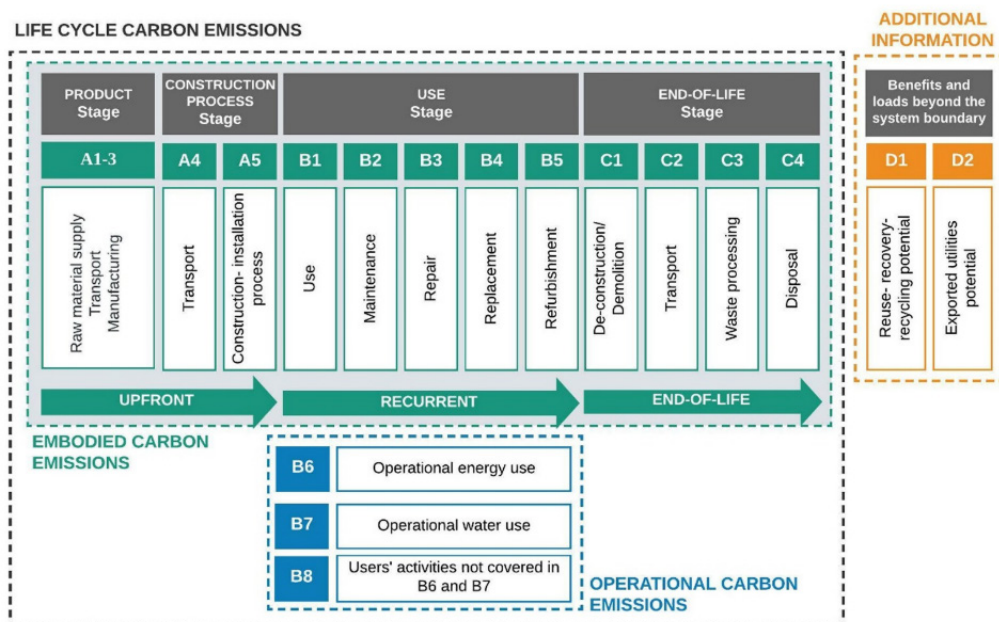 LIFE CYCLE CARBON EMISSIONS
ADDITIONAL
INFORMATION
PRODUCT
Stage
CONSTRUCTION
PROCESS
Stage
USE
Stage
END-OF-LIFE
Stage
Benefits and
loads beyond the
system boundary
A1-3
A4
A5
B1
B2
B3
B4
B5
C1
C2
C3
C4
D1
D2
Raw material supply
Transport
Manufacturing
Transport
Construction- installation
process
Use
Maintenance
Repair
Replacement
Refurbishment
De-construction/
Demolition
Transport
Waste processing
Disposal
Reuse- recovery-
recycling potential
Exported utilities
potential
UPFRONT
RECURRENT
END-OF-LIFE
EMBODIED CARBON
EMISSIONS
B6
Operational energy use
B7
Operational water use
B8
Users' activities not covered in
B6 and B7
OPERATIONAL CARBON
EMISSIONS